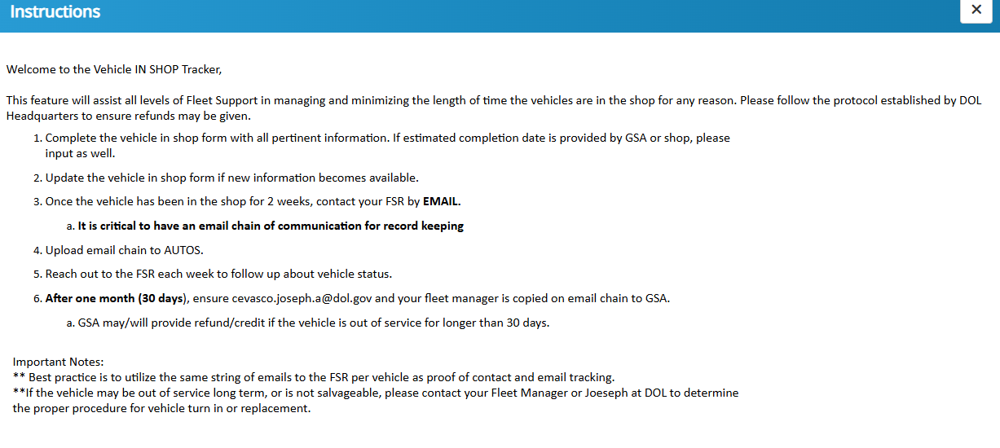 Instructions
×
Welcome to the Vehicle IN SHOP Tracker,
This feature will assist all levels of Fleet Support in managing and minimizing the length of time the vehicles are in the shop for any reason. Please follow the protocol established by DOL
Headquarters to ensure refunds may be given.
1. Complete the vehicle in shop form with all pertinent information. If estimated completion date is provided by GSA or shop, please
input as well.
2. Update the vehicle in shop form if new information becomes available.
3. Once the vehicle has been in the shop for 2 weeks, contact your FSR by EMAIL.
a. It is critical to have an email chain of communication for record keeping
4. Upload email chain to AUTOS.
5. Reach out to the FSR each week to follow up about vehicle status.
6. After one month (30 days), ensure cevasco.joseph.a@dol.gov and your fleet manager is copied on email chain to GSA.
a. GSA may/will provide refund/credit if the vehicle is out of service for longer than 30 days.
Important Notes:
** Best practice is to utilize the same string of emails to the FSR per vehicle as proof of contact and email tracking.
**If the vehicle may be out of service long term, or is not salvageable, please contact your Fleet Manager or Joeseph at DOL to determine
the proper procedure for vehicle turn in or replacement.